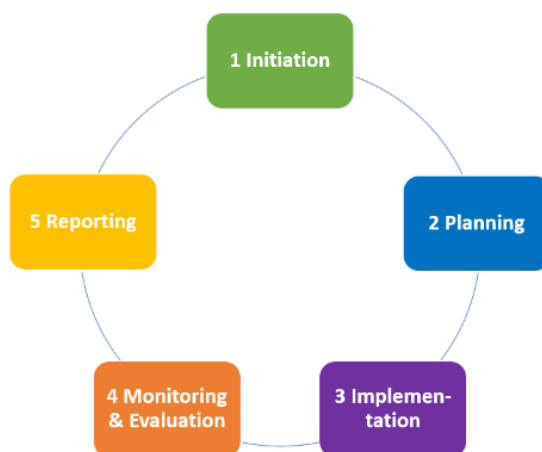 1 Initiation
2 Planning
3 Implemen-
tation
4 Monitoring
& Evaluation
5 Reporting